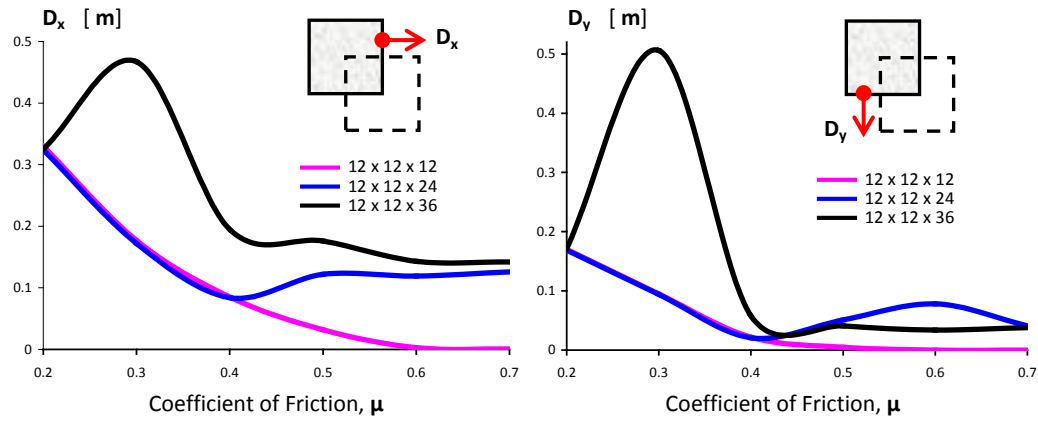 Dx [ m]
0.5
0.4
0.3
0.2
0.1
0
0.2 0.3 0.4 0.5 0.6 0.7
Coefficient of Friction, μ
Dx
12 x 12 x 12
12 x 12 x 24
12 x 12 x 36
Dy [ m]
0.5
0.4
0.3
0.2
0.1
0
0.2 0.3 0.4 0.5 0.6 0.7
Coefficient of Friction, μ
Dy
12 x 12 x 12
12 x 12 x 24
12 x 12 x 36